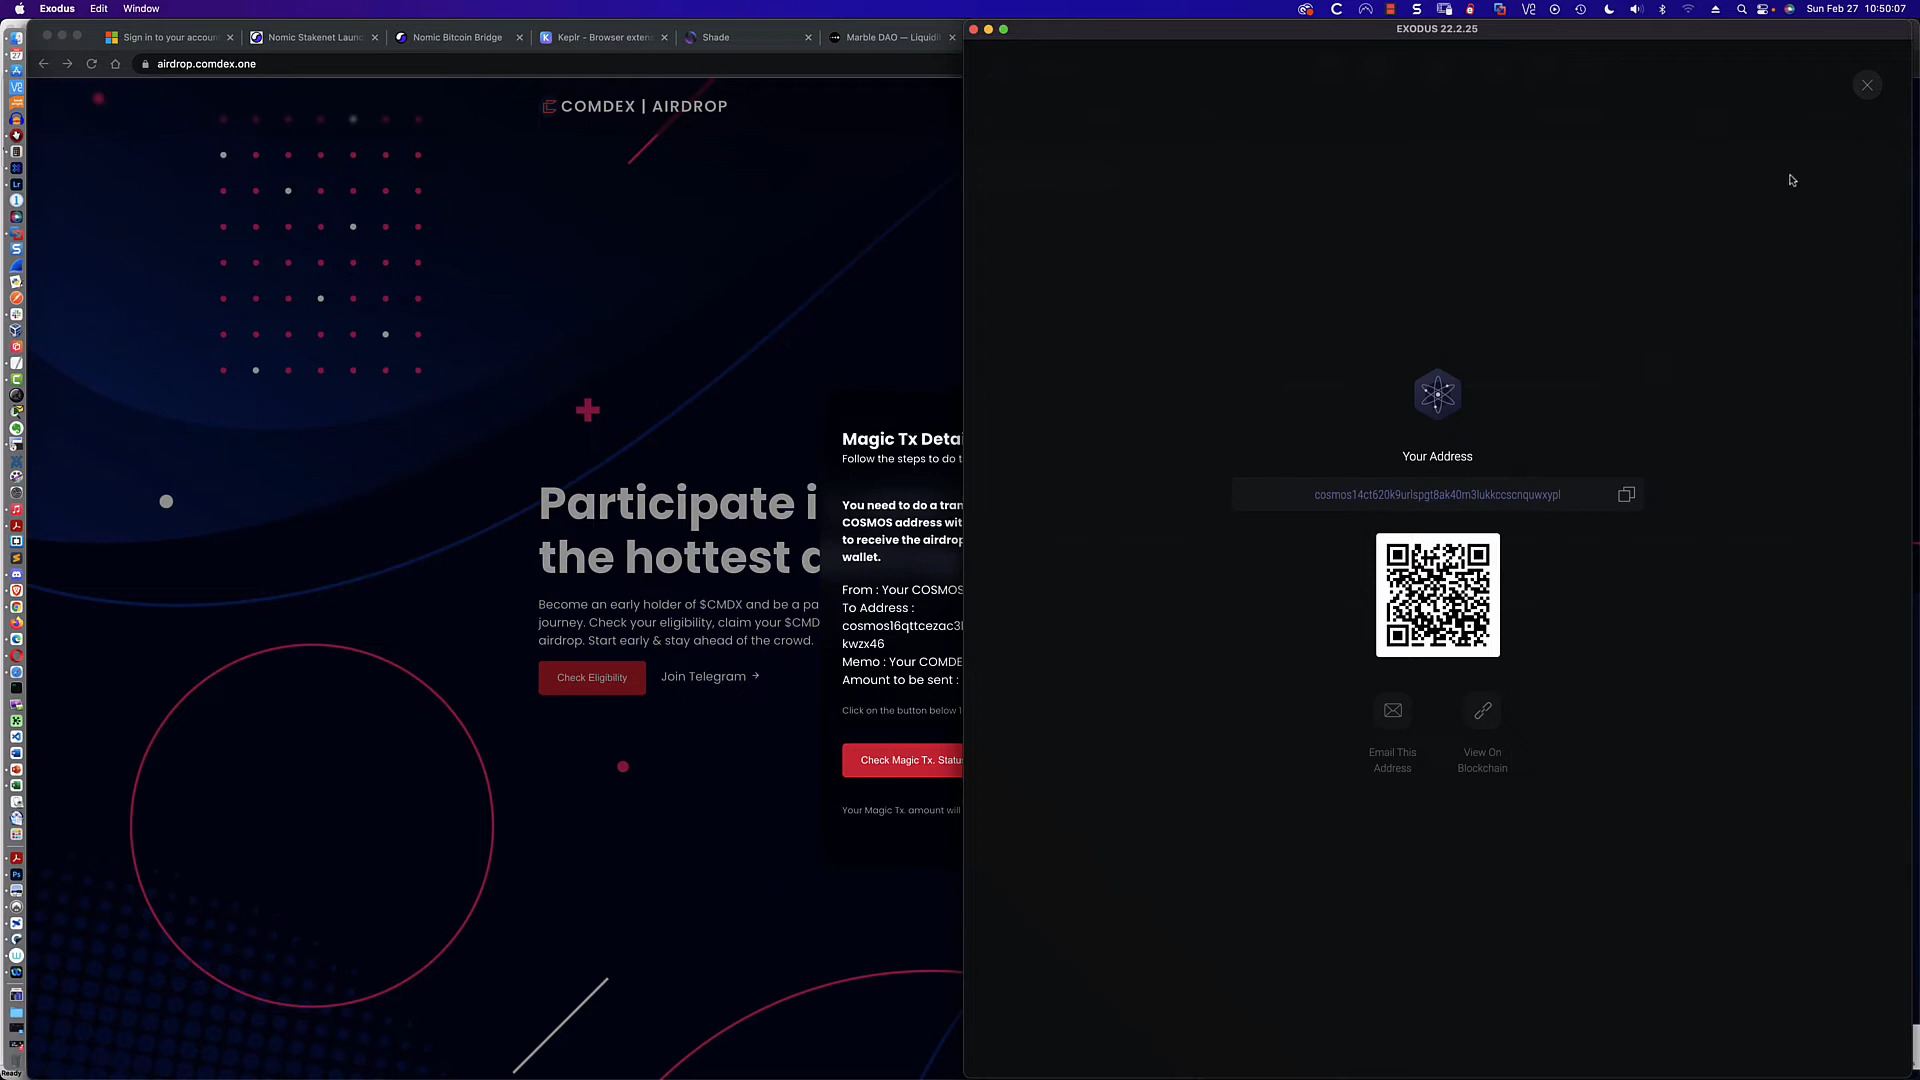 Exodus Edit Window
Sun Feb 27 10:50:07
Sign in to your accoun
Nomic Stakenet Laun
Nomic Bitcoin Bridge
Keplr - Browser exten
Shade
Marble DAO — Liquidi
EXODUS 22.2.25
airdrop.comdex.one
COMDEX | AIRDROP
Participate i
the hottest a
Become an early holder of $CMDX and be a pa
journey. Check your eligibility, claim your $CMD
airdrop. Start early & stay ahead of the crowd.
Check Eligibility
Join Telegram
Magic Tx Detai
Follow the steps to do t
You need to do a tran
COSMOS address wit
to receive the airdrop
wallet.
From : Your COSMOS
To Address :
cosmos16qttcezac3l
kwzx46
Memo : Your COMDE
Amount to be sent :
Click on the button below 1
Check Magic Tx. Status
Your Magic Tx. amount will
Your Address
cosmos14ct620k9urlspgt8ak40m3lukkccscnquwxypl
Email This
Address
View On
Blockchain
Ready